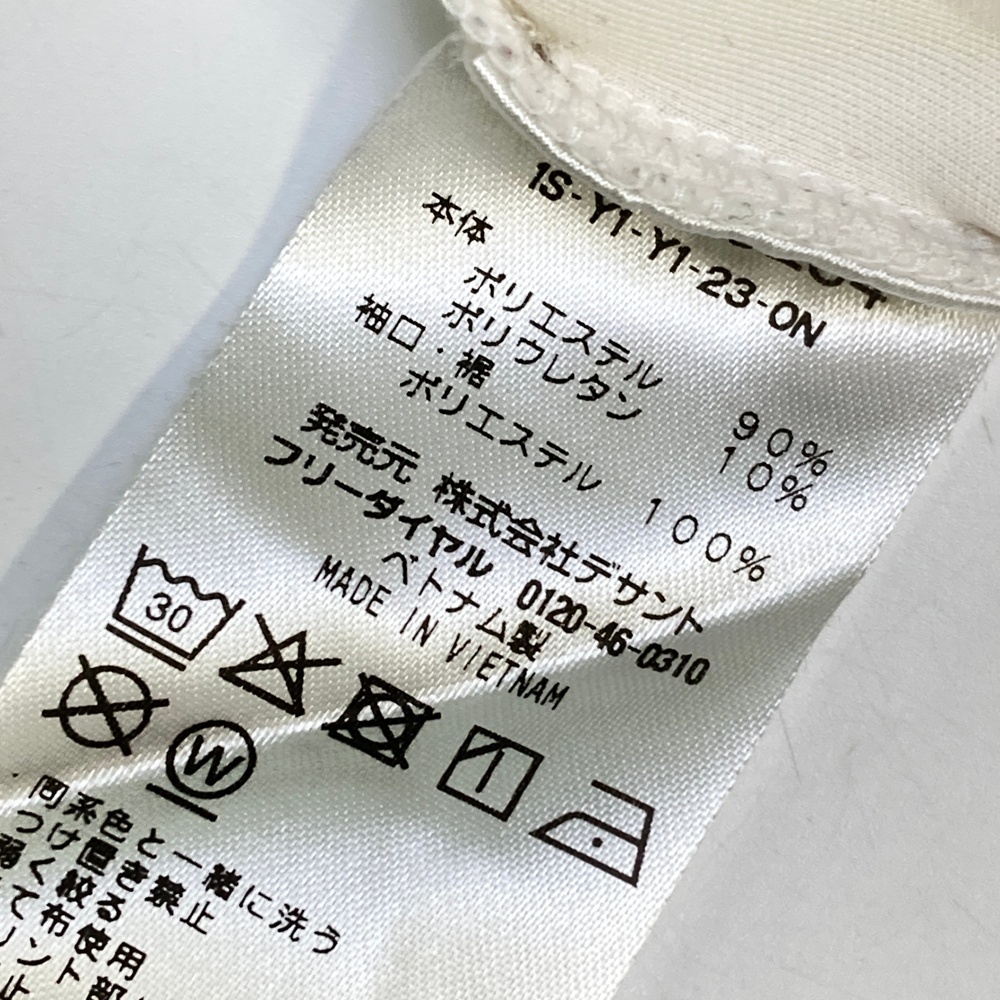 1S-Y1-Y1-23-0N
本体
ポリエステル 90%
ポリウレタン 10%
袖口・裾
ポリエステル 100%
発売元 株式会社デサント
フリーダイヤル 0120-46-0310
ベトナム製
MADE IN VIETNAM
30
W
同系色と一緒に洗う
つけ置き禁止
弱く絞る
て布使用